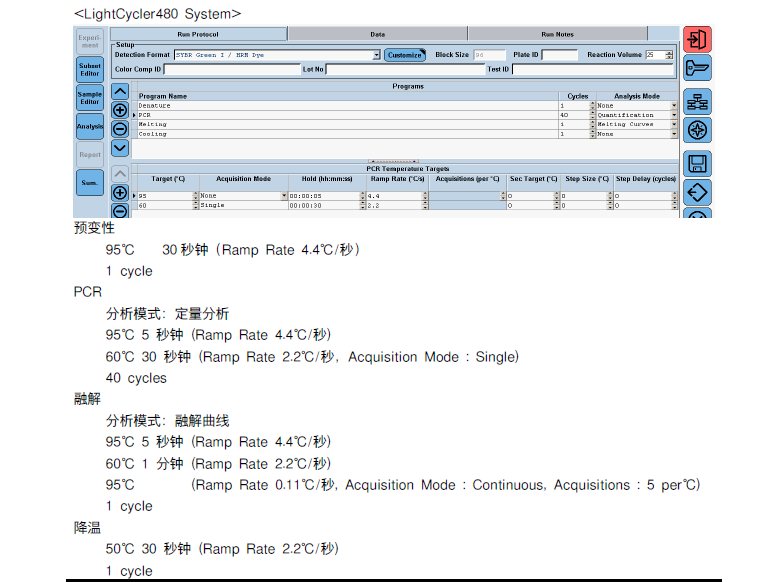 <LightCycler480 System>
Experi-
ment
Subset
Editor
Sample
Editor
Analysis
Report
Sum.
Run Protocol Data Run Notes
Setup
Detection Format SYBR Green I / HRM Dye Customize Block Size 96 Plate ID Reaction Volume 25
Color Comp ID Lot No Test ID
Programs
Program Name Cycles Analysis Mode
Denature 1 None
PCR 40 Quantification
Melting 1 Melting Curves
Cooling 1 None
PCR Temperature Targets
Target (°C) Acquisition Mode Hold (hh:mm:ss) Ramp Rate (°C/s) Acquisitions (per °C) Sec Target (°C) Step Size (°C) Step Delay (cycles)
95 None 00:00:05 4.4 0 0 0
60 Single 00:00:30 2.2 0 0 0
预变性
95℃ 30秒钟（Ramp Rate 4.4℃/秒）
1 cycle
PCR
分析模式：定量分析
95℃ 5 秒钟 (Ramp Rate 4.4℃/秒)
60℃ 30 秒钟 (Ramp Rate 2.2℃/秒，Acquisition Mode : Single)
40 cycles
融解
分析模式：融解曲线
95℃ 5 秒钟 (Ramp Rate 4.4℃/秒)
60℃ 1 分钟 (Ramp Rate 2.2℃/秒)
95℃ (Ramp Rate 0.11℃/秒, Acquisition Mode : Continuous, Acquisitions : 5 per℃)
1 cycle
降温
50℃ 30 秒钟 (Ramp Rate 2.2℃/秒)
1 cycle